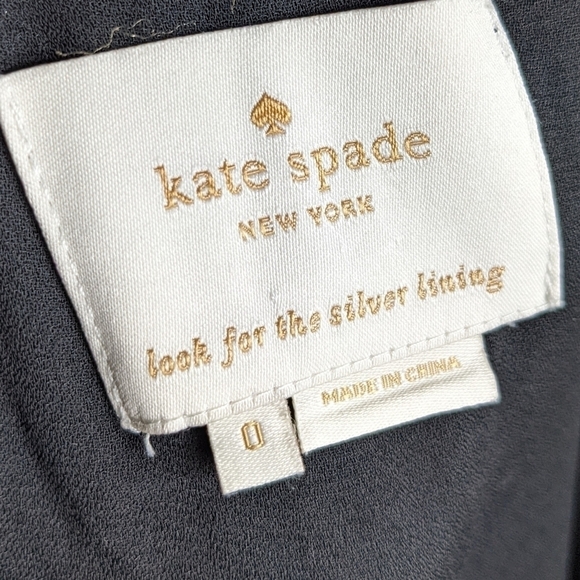 kate spade
NEW YORK
look for the silver lining
0
MADE IN CHINA